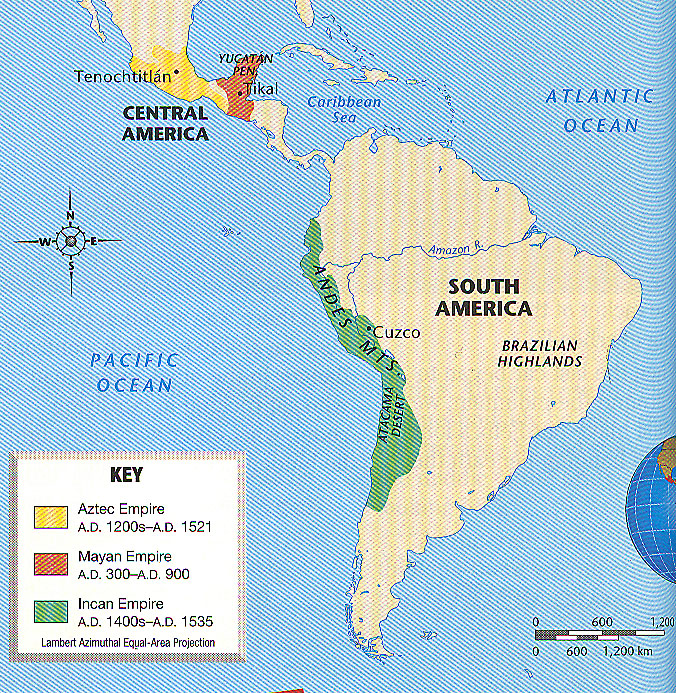 YUCATÁN
PEN.
Tenochtitlán
Tikal
CENTRAL
AMERICA
Caribbean
Sea
ATLANTIC
OCEAN
N
W E
S
Amazon R.
ANDES MTS.
SOUTH
AMERICA
Cuzco
BRAZILIAN
HIGHLANDS
PACIFIC
OCEAN
ATACAMA
DESERT
KEY
Aztec Empire
A.D. 1200s–A.D. 1521
Mayan Empire
A.D. 300–A.D. 900
Incan Empire
A.D. 1400s–A.D. 1535
Lambert Azimuthal Equal-Area Projection
0 600 1,200
0 600 1,200 km